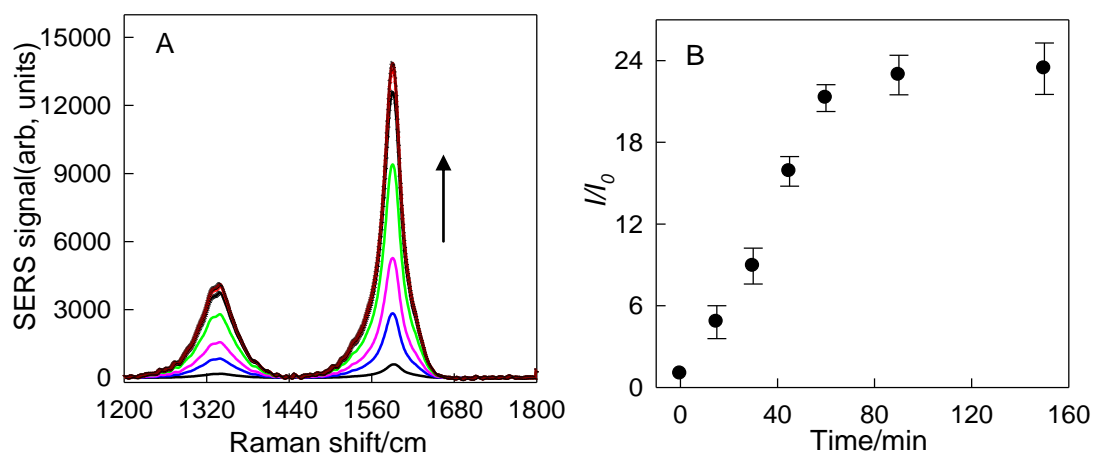 A
SERS signal(arb, units)
15000
12000
9000
6000
3000
0
1200 1320 1440 1560 1680 1800
Raman shift/cm
B
I/I0
24
18
12
6
0
0 40 80 120 160
Time/min